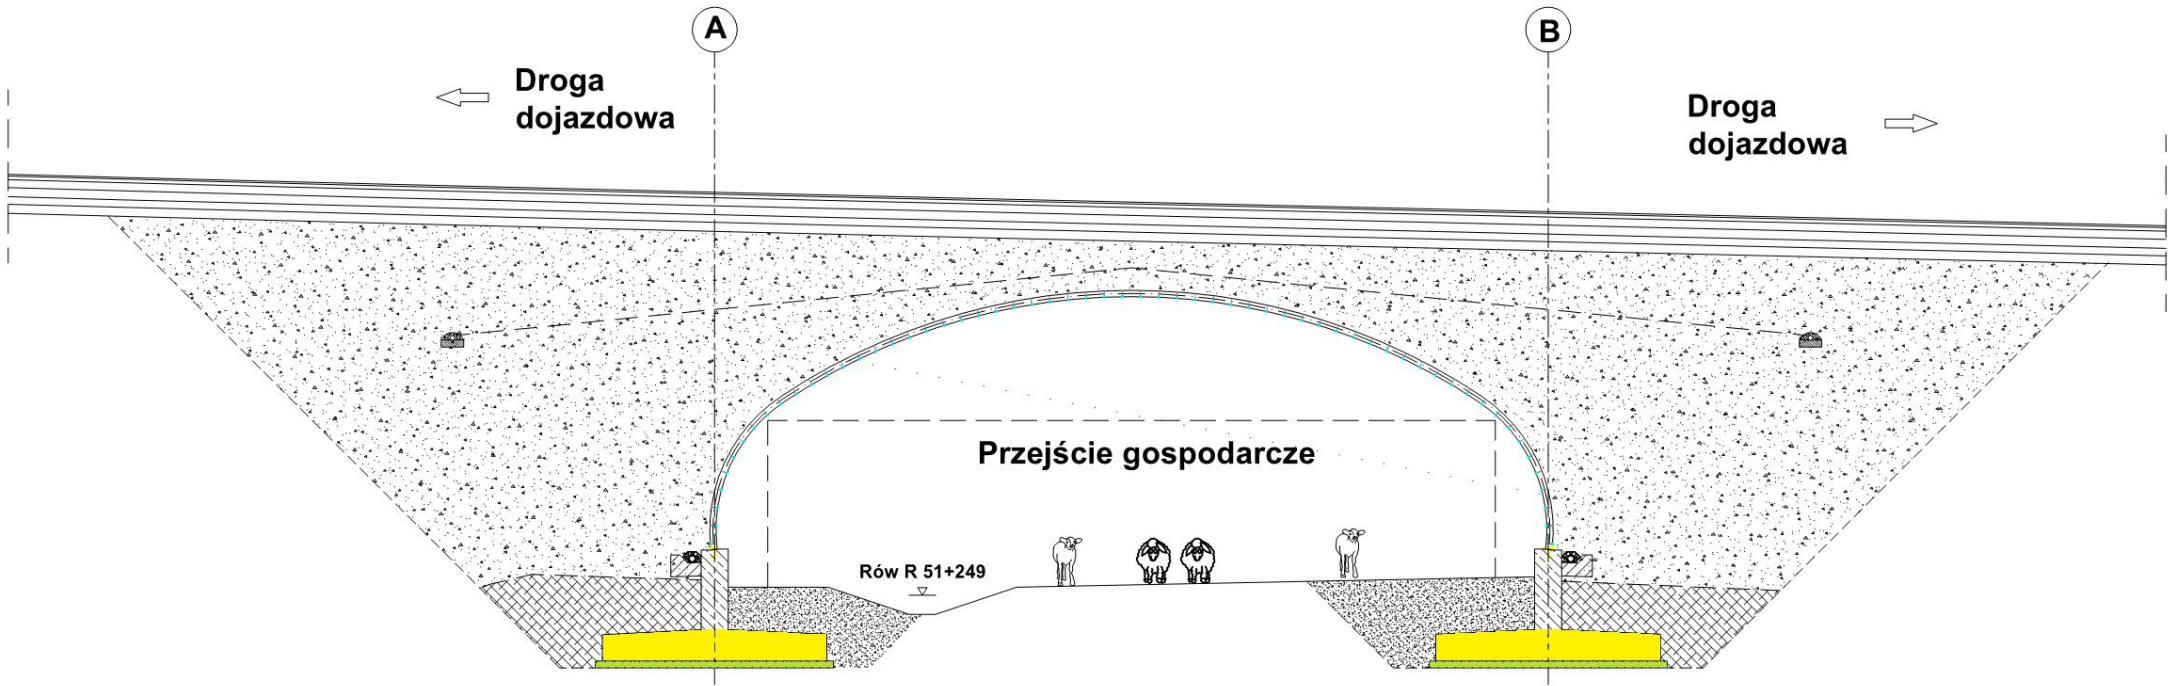 A
B
Droga
dojazdowa
Droga
dojazdowa
Przejście gospodarcze
Rów R 51+249